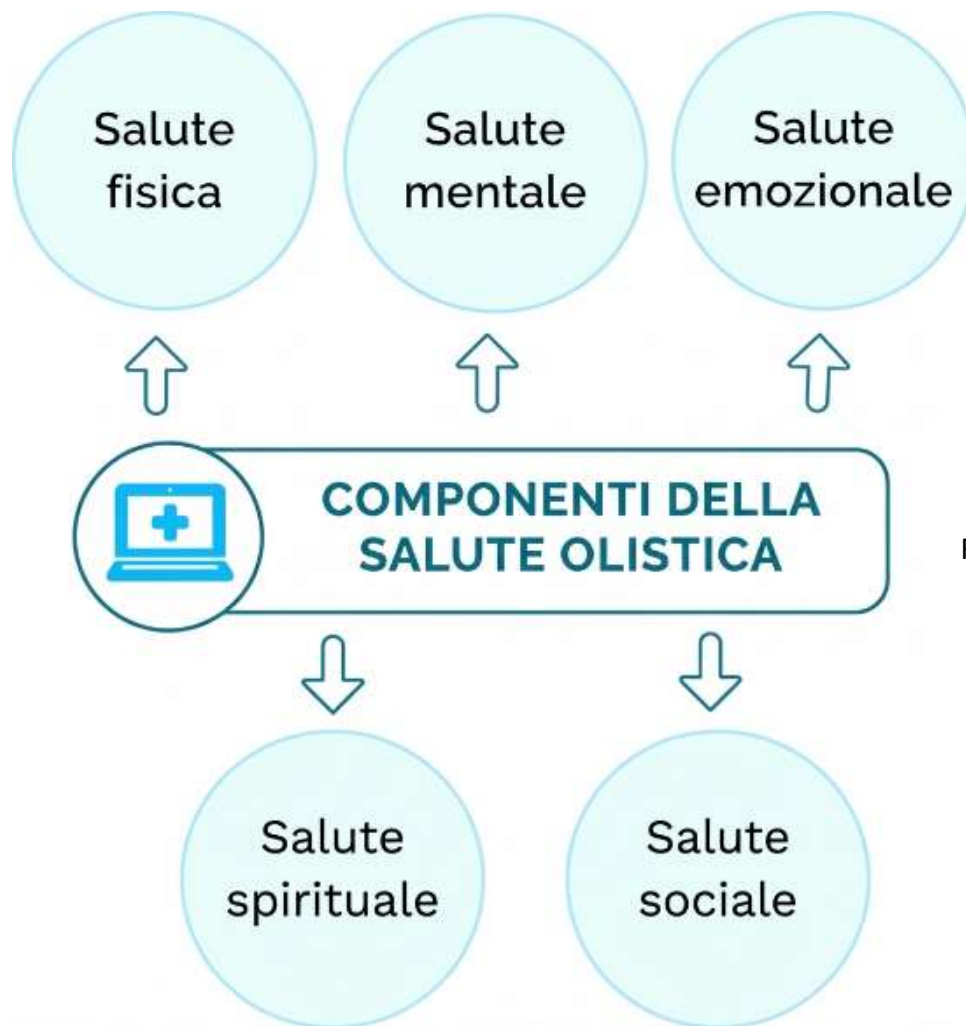 Salute
fisica
Salute
mentale
Salute
emozionale
COMPONENTI DELLA
SALUTE OLISTICA
Salute
spirituale
Salute
sociale